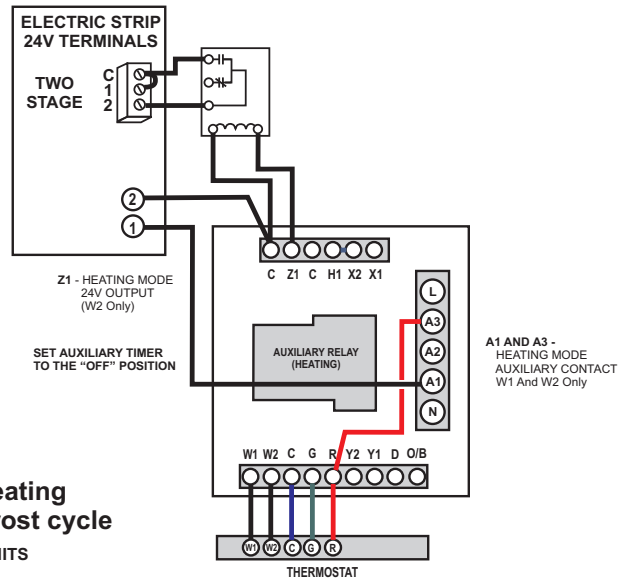 ELECTRIC STRIP
24V TERMINALS
TWO
STAGE
C
1
2
2
1
Z1 - HEATING MODE
24V OUTPUT
(W2 Only)
SET AUXILIARY TIMER
TO THE “OFF” POSITION
C Z1 C H1 X2 X1
L
A3
A2
A1
N
AUXILIARY RELAY
(HEATING)
A1 AND A3 -
HEATING MODE
AUXILIARY CONTACT
W1 And W2 Only
W1 W2 C G R Y2 Y1 D O/B
W1 W2 C G R
THERMOSTAT
eating
ost cycle
HITS